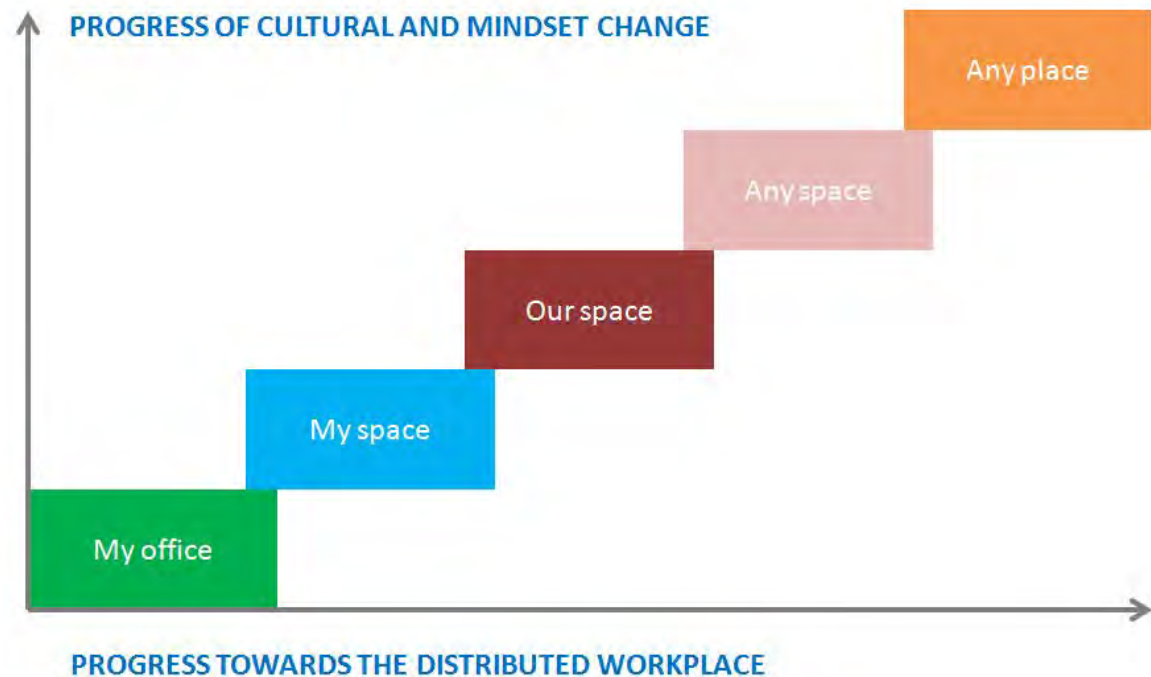 PROGRESS OF CULTURAL AND MINDSET CHANGE
Any place
Any space
Our space
My space
My office
PROGRESS TOWARDS THE DISTRIBUTED WORKPLACE